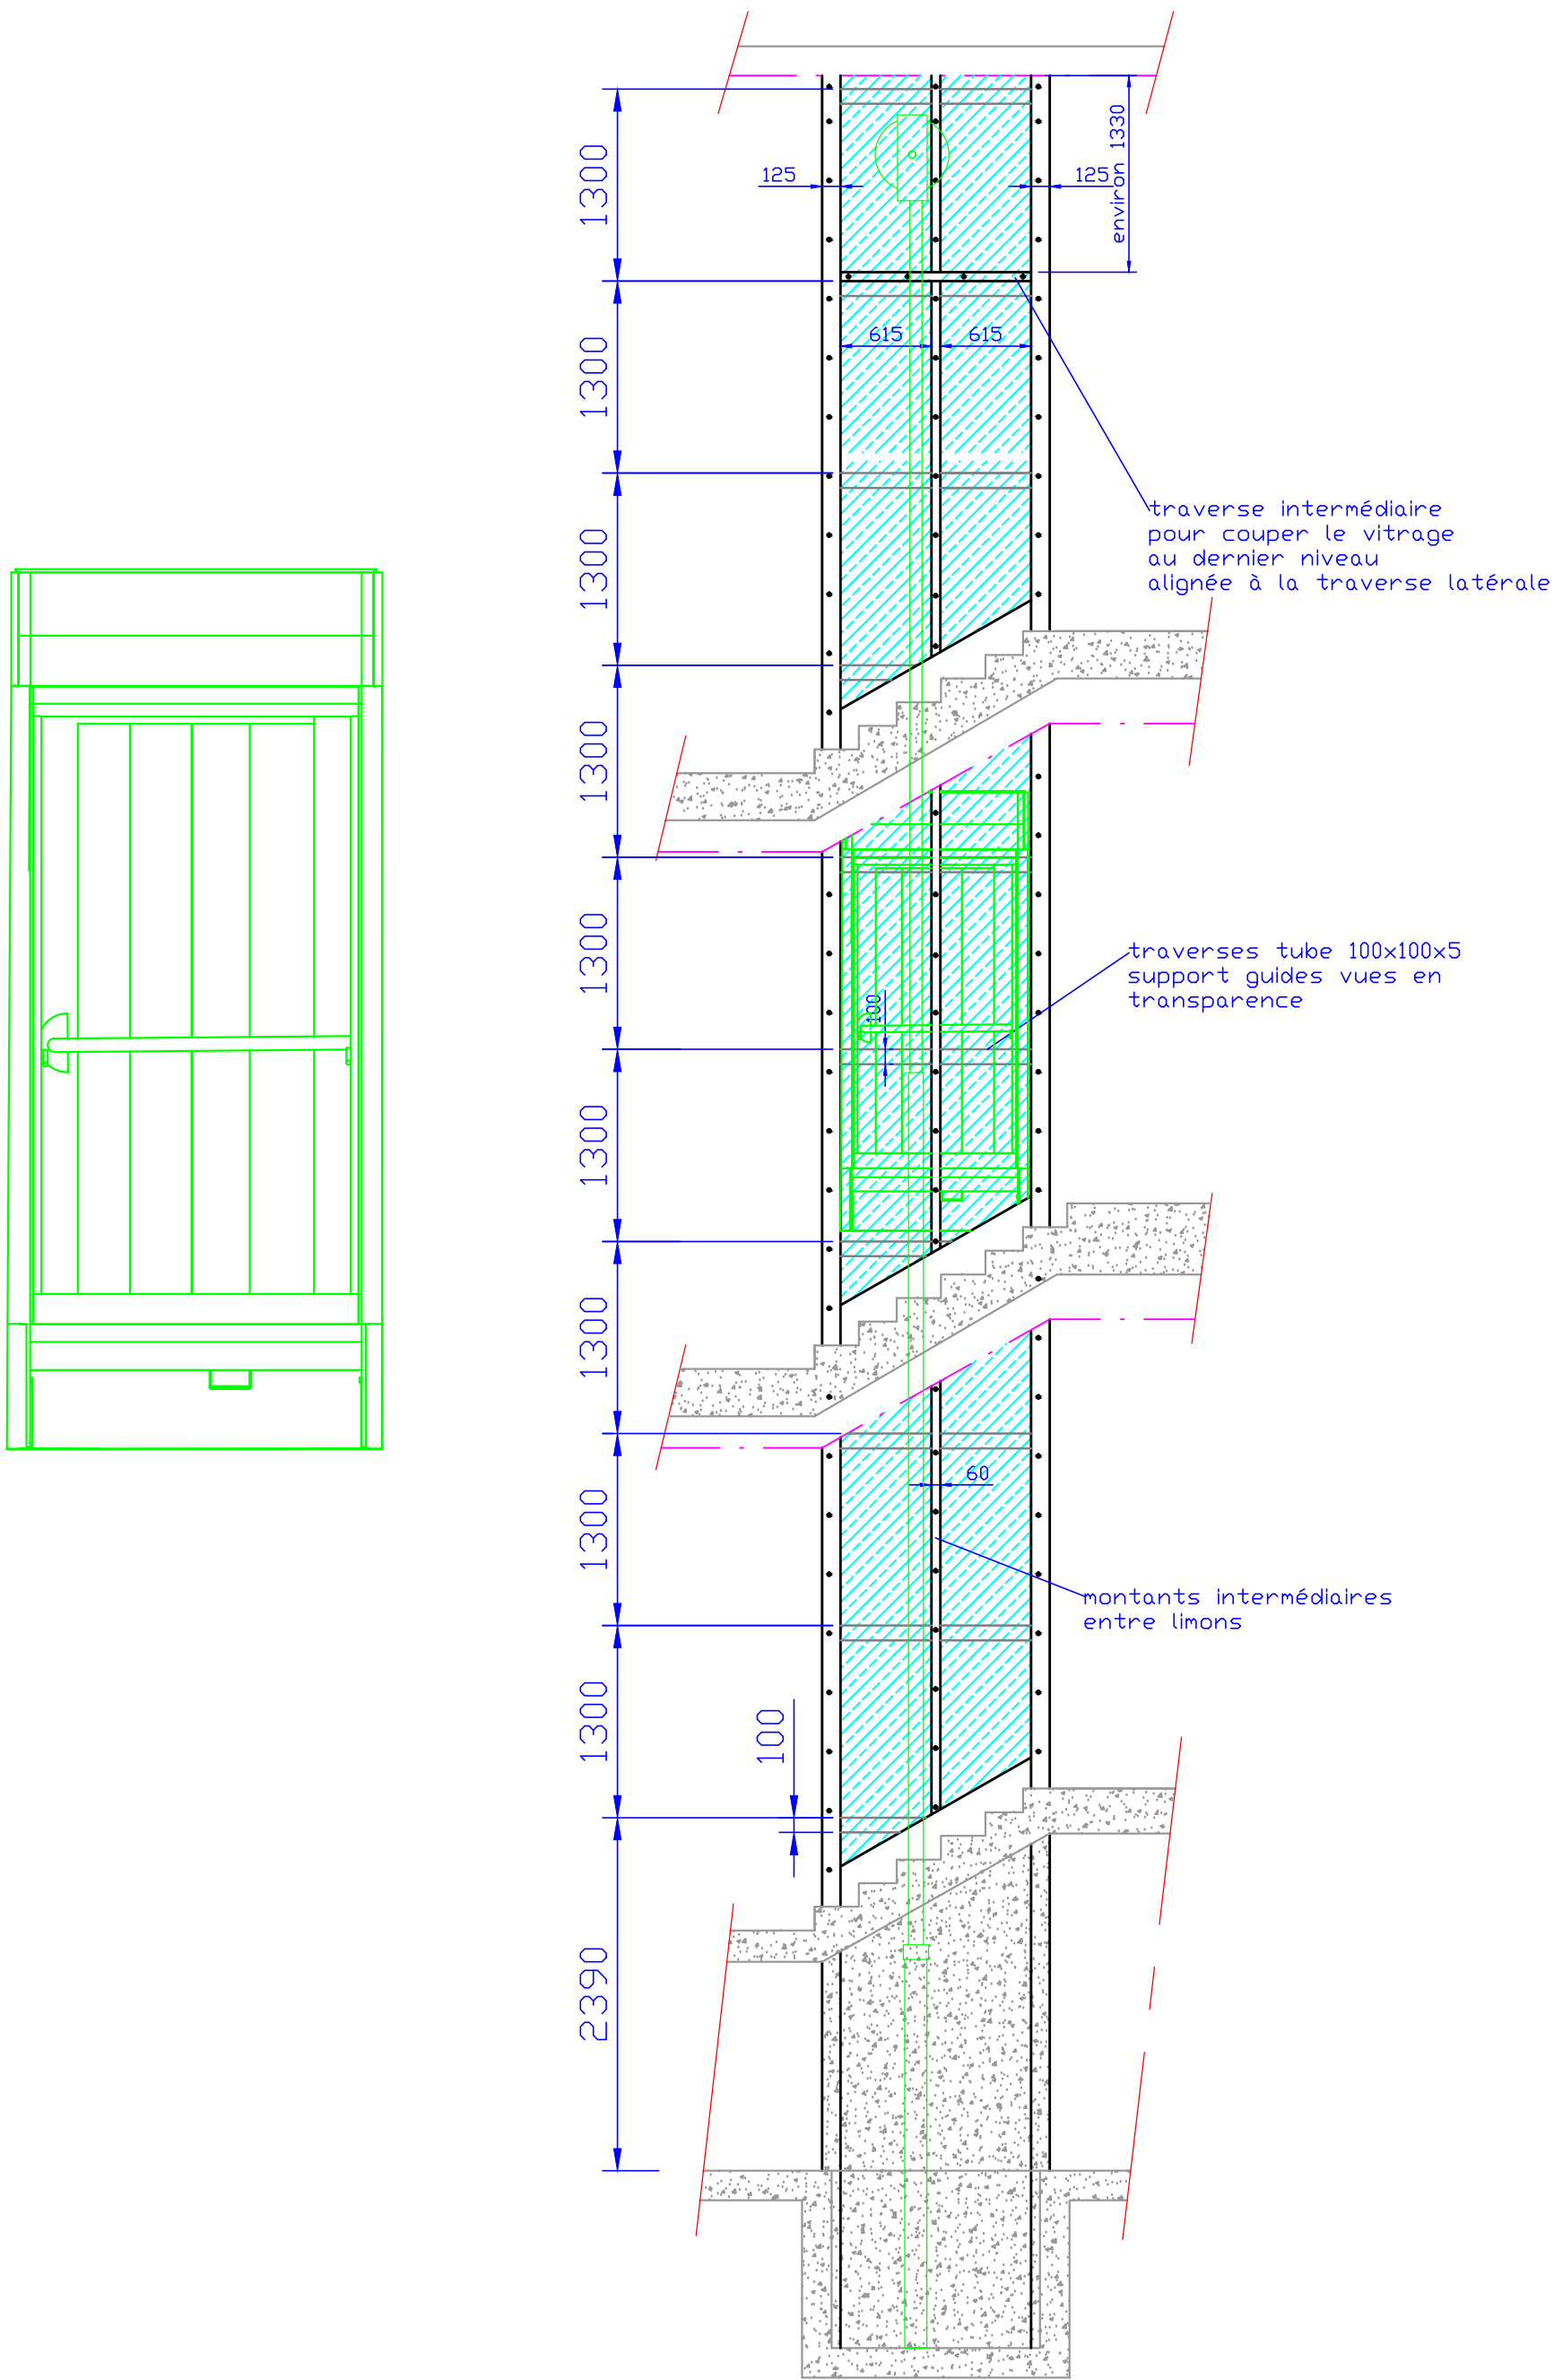 1300
125
125
environ 1330
1300
615
615
1300
traverse intermédiaire
pour couper le vitrage
au dernier niveau
alignée à la traverse latérale
1300
1300
traverses tube 100x100x5
support guides vues en
transparence
100
1300
1300
1300
60
montants intermédiaires
entre limons
1300
100
2390